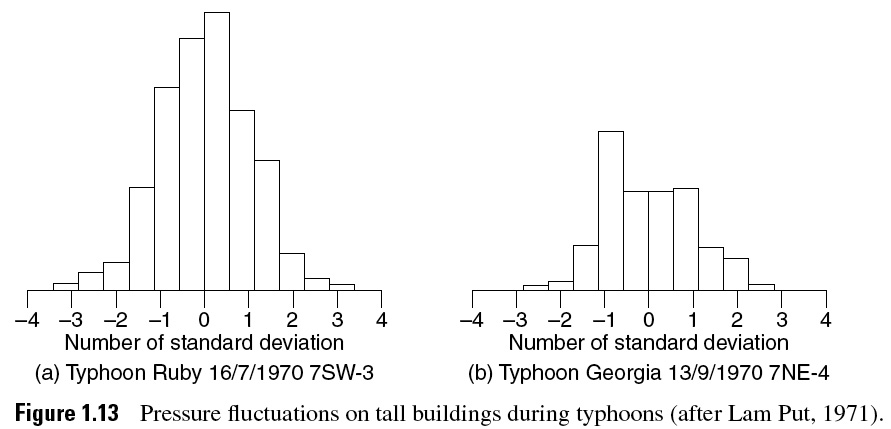 –4 –3 –2 –1 0 1 2 3 4
Number of standard deviation
(a) Typhoon Ruby 16/7/1970 7SW-3
–4 –3 –2 –1 0 1 2 3 4
Number of standard deviation
(b) Typhoon Georgia 13/9/1970 7NE-4
Figure 1.13 Pressure fluctuations on tall buildings during typhoons (after Lam Put, 1971).